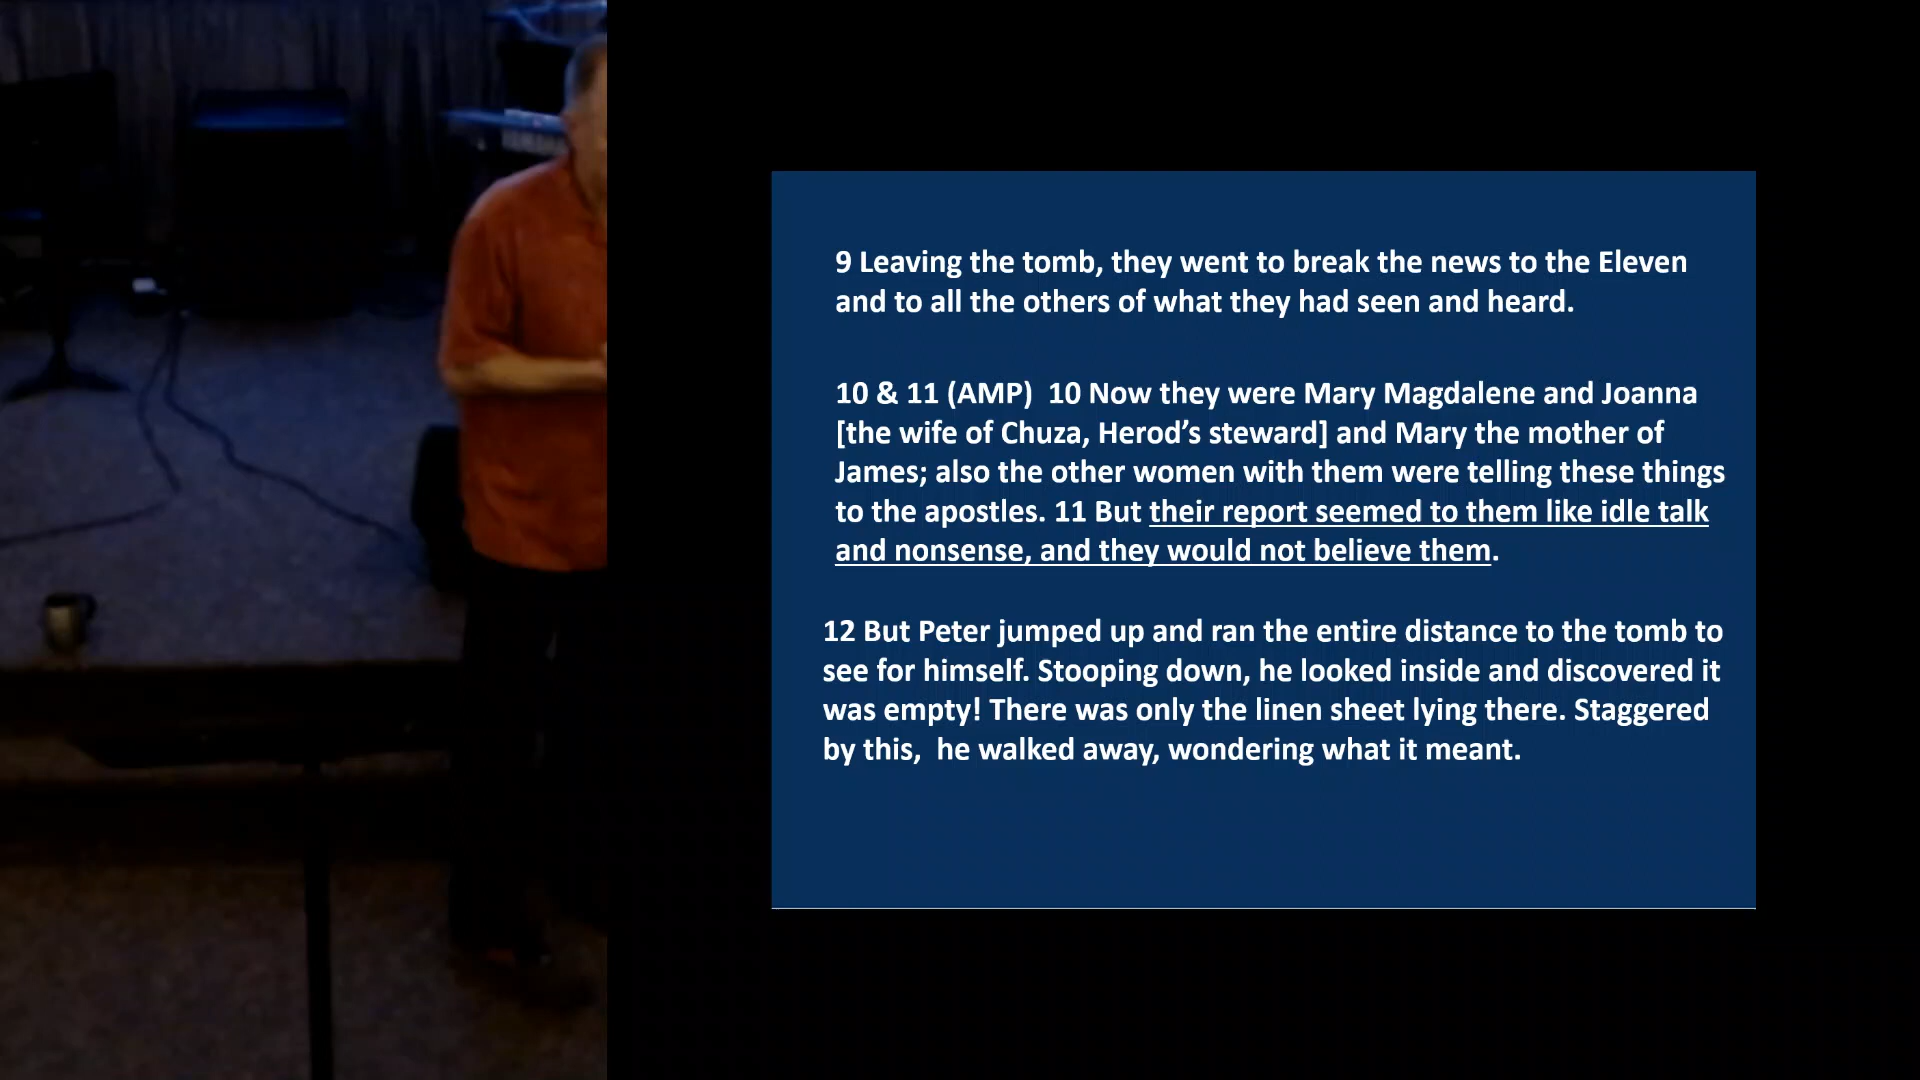 9 Leaving the tomb, they went to break the news to the Eleven
and to all the others of what they had seen and heard.
10 & 11 (AMP)  10 Now they were Mary Magdalene and Joanna
[the wife of Chuza, Herod’s steward] and Mary the mother of
James; also the other women with them were telling these things
to the apostles. 11 But their report seemed to them like idle talk
and nonsense, and they would not believe them.
12 But Peter jumped up and ran the entire distance to the tomb to
see for himself. Stooping down, he looked inside and discovered it
was empty! There was only the linen sheet lying there. Staggered
by this,  he walked away, wondering what it meant.